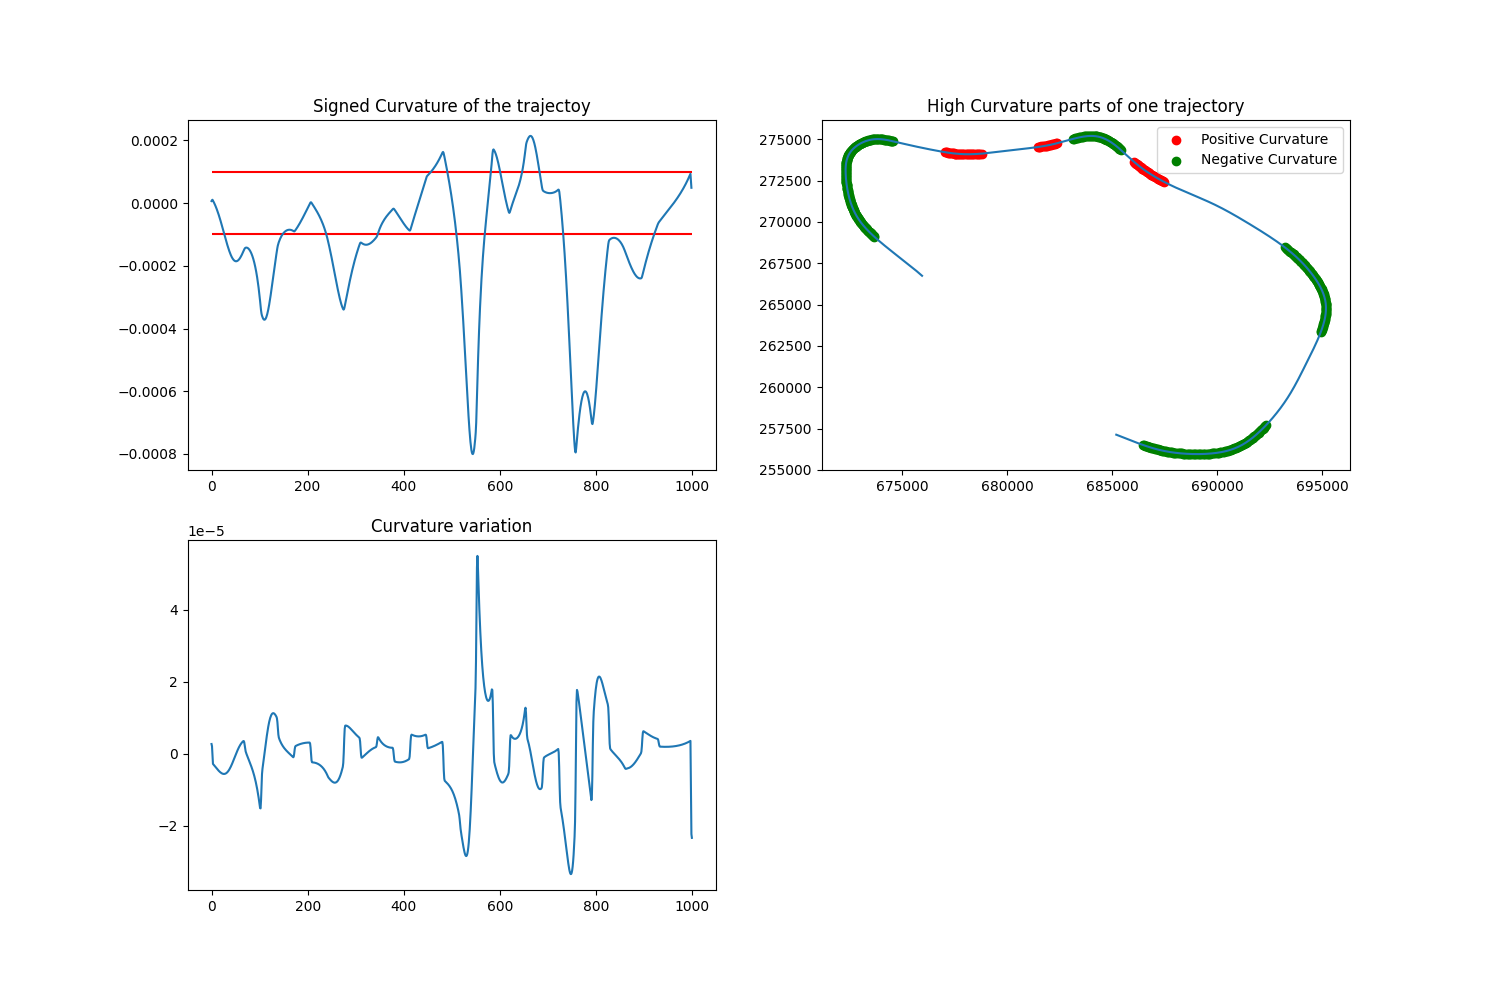 Signed Curvature of the trajectoy
0.0002
0.0000
−0.0002
−0.0004
−0.0006
−0.0008
0 200 400 600 800 1000
High Curvature parts of one trajectory
Positive Curvature
Negative Curvature
275000
272500
270000
267500
265000
262500
260000
257500
255000
675000 680000 685000 690000 695000
Curvature variation
1e−5
4
2
0
−2
0 200 400 600 800 1000